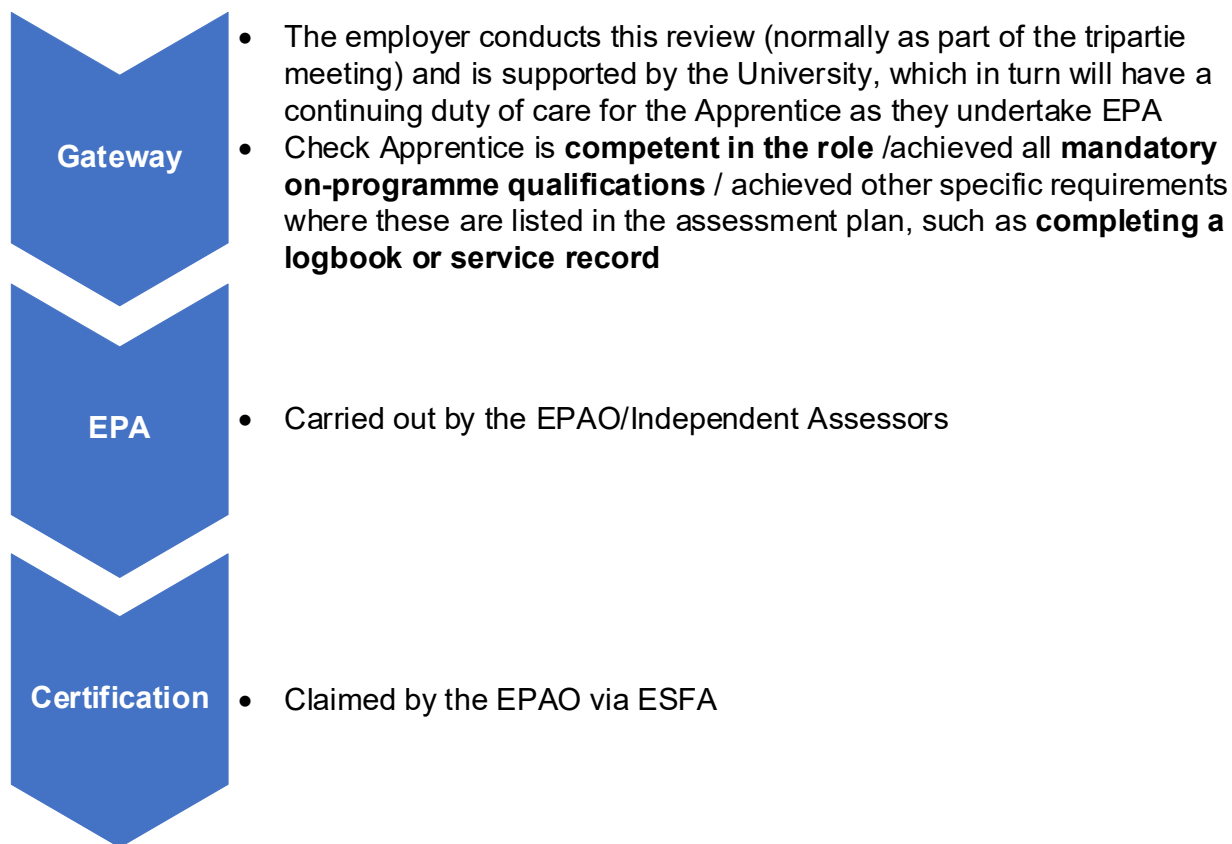 Gateway
• The employer conducts this review (normally as part of the tripartie
meeting) and is supported by the University, which in turn will have a
continuing duty of care for the Apprentice as they undertake EPA
• Check Apprentice is competent in the role /achieved all mandatory
on-programme qualifications / achieved other specific requirements
where these are listed in the assessment plan, such as completing a
logbook or service record
EPA
• Carried out by the EPAO/Independent Assessors
Certification
• Claimed by the EPAO via ESFA